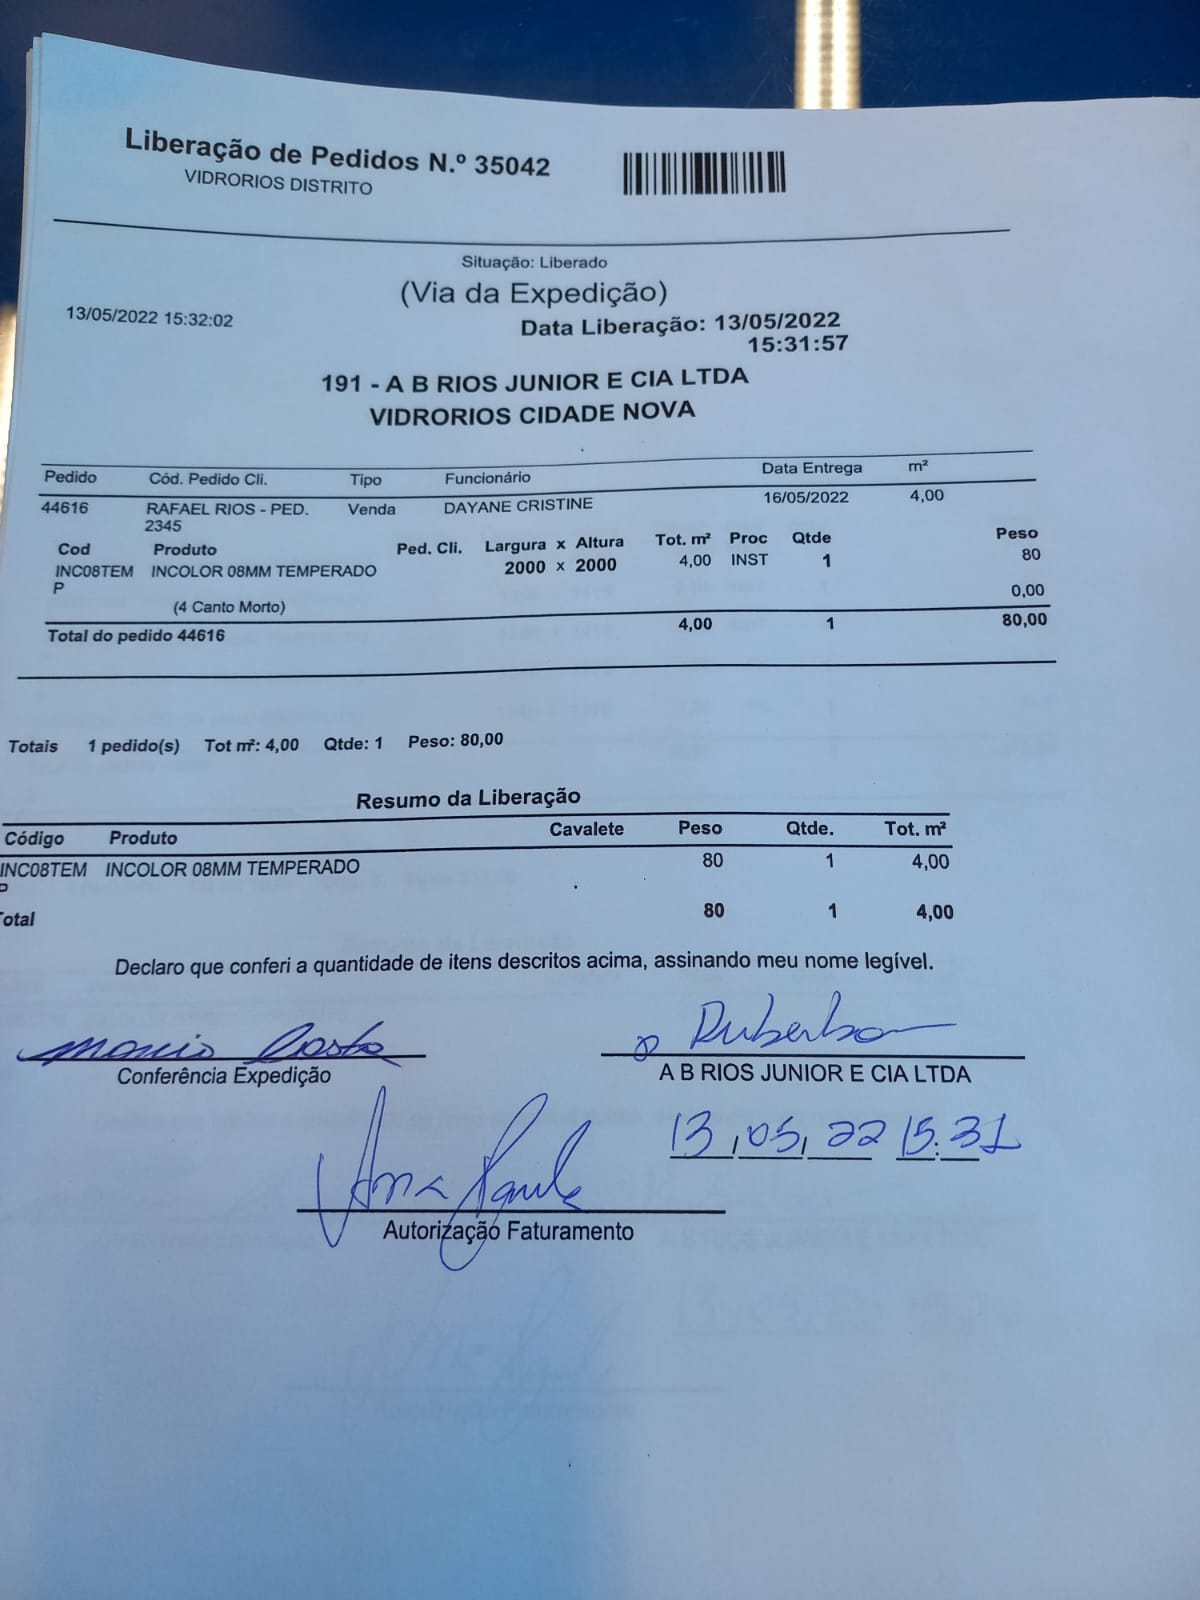 Liberação de Pedidos N.º 35042
VIDRORIOS DISTRITO
Situação: Liberado
(Via da Expedição)
13/05/2022 15:32:02
Data Liberação: 13/05/2022
15:31:57
191 - A B RIOS JUNIOR E CIA LTDA
VIDRORIOS CIDADE NOVA
Pedido Cód. Pedido Cli. Tipo Funcionário Data Entrega m²
44616 RAFAEL RIOS - PED. Venda DAYANE CRISTINE 16/05/2022 4,00
2345
Cod Produto Ped. Cli. Largura x Altura Tot. m² Proc Qtde Peso
INC08TEM INCOLOR 08MM TEMPERADO 2000 x 2000 4,00 INST 1 80
P
(4 Canto Morto) 0,00
Total do pedido 44616 4,00 1 80,00
Totais 1 pedido(s) Tot m²: 4,00 Qtde: 1 Peso: 80,00
Resumo da Liberação
Código Produto Cavalete Peso Qtde. Tot. m²
INC08TEM INCOLOR 08MM TEMPERADO 80 1 4,00
P
Total 80 1 4,00
Declaro que conferi a quantidade de itens descritos acima, assinando meu nome legível.
Marcio Costa
Conferência Expedição
A B RIOS JUNIOR E CIA LTDA
13/05/22 15:31
Ana Paula
Autorização Faturamento